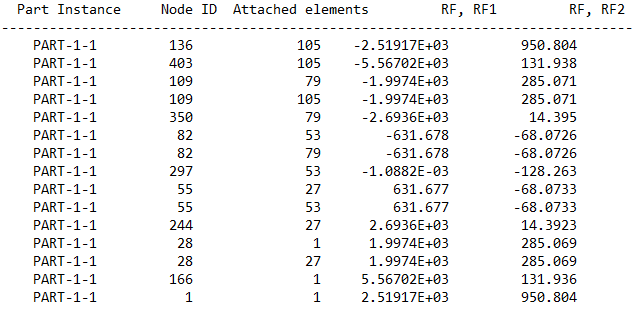 Part Instance Node ID Attached elements RF, RF1 RF, RF2
---------------------------------------------------------------------------------
PART-1-1 136 105 -2.51917E+03 950.804
PART-1-1 403 105 -5.56702E+03 131.938
PART-1-1 109 79 -1.9974E+03 285.071
PART-1-1 109 105 -1.9974E+03 285.071
PART-1-1 350 79 -2.6936E+03 14.395
PART-1-1 82 53 -631.678 -68.0726
PART-1-1 82 79 -631.678 -68.0726
PART-1-1 297 53 -1.0882E-03 -128.263
PART-1-1 55 27 631.677 -68.0733
PART-1-1 55 53 631.677 -68.0733
PART-1-1 244 27 2.6936E+03 14.3923
PART-1-1 28 1 1.9974E+03 285.069
PART-1-1 28 27 1.9974E+03 285.069
PART-1-1 166 1 5.56702E+03 131.936
PART-1-1 1 1 2.51917E+03 950.804